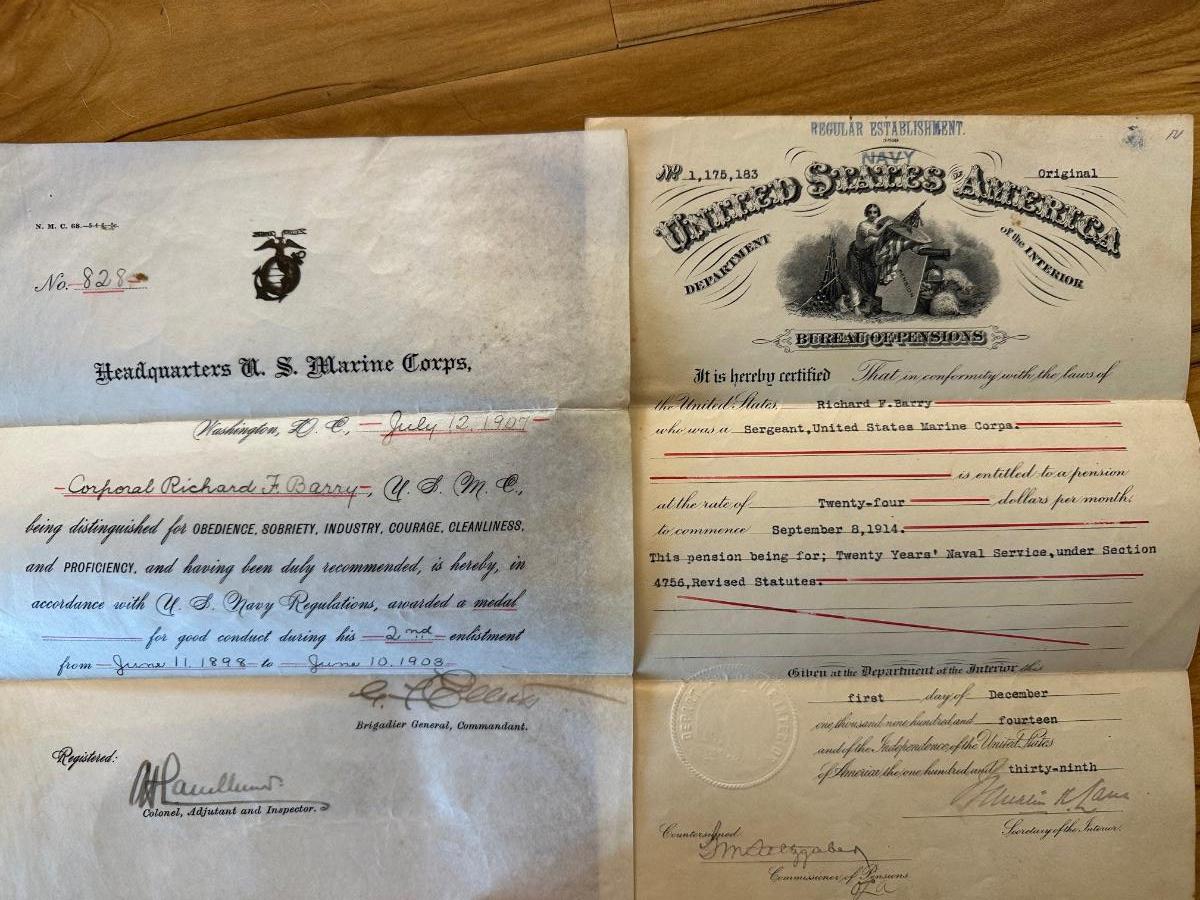 N. M. C. 68.
No. 828
Headquarters U. S. Marine Corps,
Washington, D. C., July 12, 1907
Corporal Richard F. Barry, U. S. M. C.,
being distinguished for OBEDIENCE, SOBRIETY, INDUSTRY, COURAGE, CLEANLINESS,
and PROFICIENCY, and having been duly recommended, is hereby, in
accordance with U. S. Navy Regulations, awarded a medal
for good conduct during his 2nd enlistment
from June 11, 1898 to June 10, 1903
Brigadier General, Commandant.
Registered:
Colonel, Adjutant and Inspector.
REGULAR ESTABLISHMENT.
NAVY
No 1,175,183
Original
UNITED STATES OF AMERICA
DEPARTMENT of the INTERIOR
BUREAU OF PENSIONS
It is hereby certified That in conformity with the laws of
the United States, Richard F. Barry
who was a Sergeant, United States Marine Corps.
is entitled to a pension
at the rate of Twenty-four dollars per month,
to commence September 8, 1914.
This pension being for; Twenty Years' Naval Service, under Section
4756, Revised Statutes.
Given at the Department of the Interior this
first day of December
one thousand nine hundred and fourteen
and of the Independence of the United States
of America the one hundred and thirty-ninth
Secretary of the Interior.
Countersigned
Commissioner of Pensions